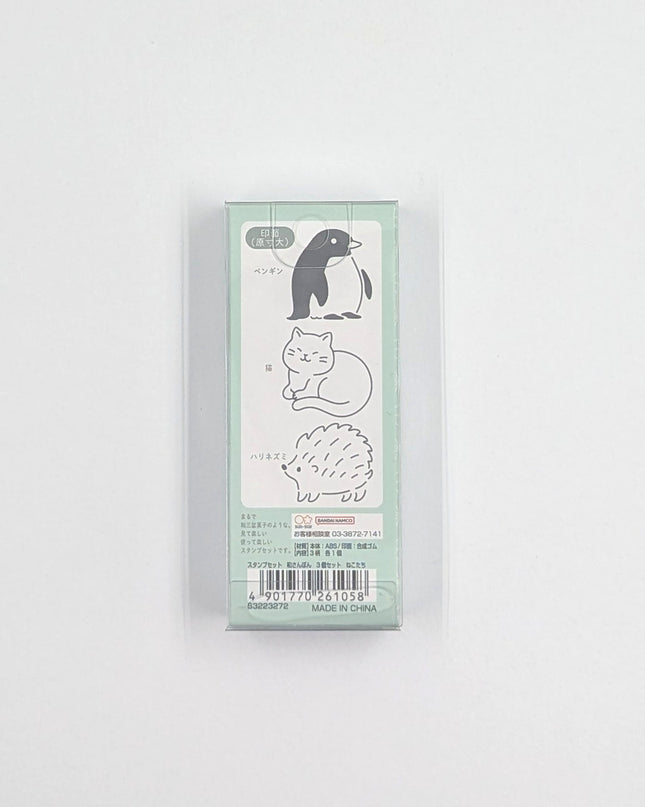 印面
(原寸大)
ペンギン
猫
ハリネズミ
まるで
和三盆菓子のような、
見て楽しい
使って楽しい
スタンプセットです。
BANDAI NAMCO
お客様相談室 03-3872-7141
[材質]本体:ABS/印面:合成ゴム
[内容]3柄 各1個
スタンプセット 和さんぼん 3個セット ねこたち
4 901770 261058
S3223272
MADE IN CHINA